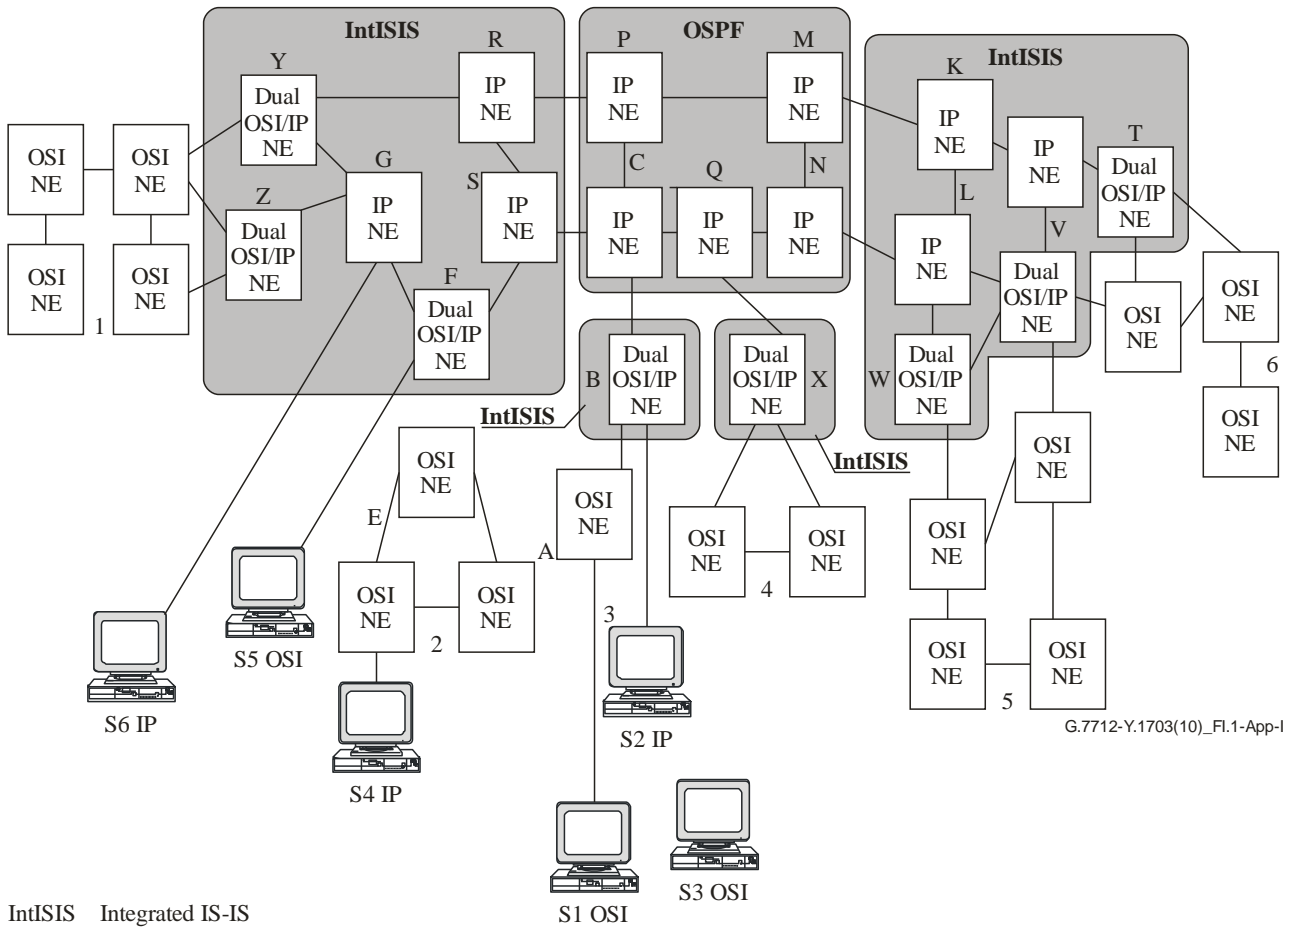 IntISIS
OSPF
IntISIS
R
P
M
K
Y
T
IP
NE
IP
NE
IP
NE
IP
NE
Dual
OSI/IP
NE
IP
NE
Dual
OSI/IP
NE
OSI
NE
OSI
NE
G
S
C
Q
N
L
V
Z
IP
NE
IP
NE
IP
NE
IP
NE
IP
NE
IP
NE
Dual
OSI/IP
NE
OSI
NE
OSI
NE
1
F
Dual
OSI/IP
NE
Dual
OSI/IP
NE
OSI
NE
OSI
NE
6
OSI
NE
B
Dual
OSI/IP
NE
IntISIS
Dual
OSI/IP
NE
X
IntISIS
W
Dual
OSI/IP
NE
OSI
NE
E
OSI
NE
OSI
NE
2
A
OSI
NE
3
OSI
NE
OSI
NE
4
OSI
NE
OSI
NE
OSI
NE
OSI
NE
5
S6 IP
S5 OSI
S4 IP
S2 IP
S1 OSI
S3 OSI
G.7712-Y.1703(10)_FI.1-App-I
IntISIS Integrated IS-IS